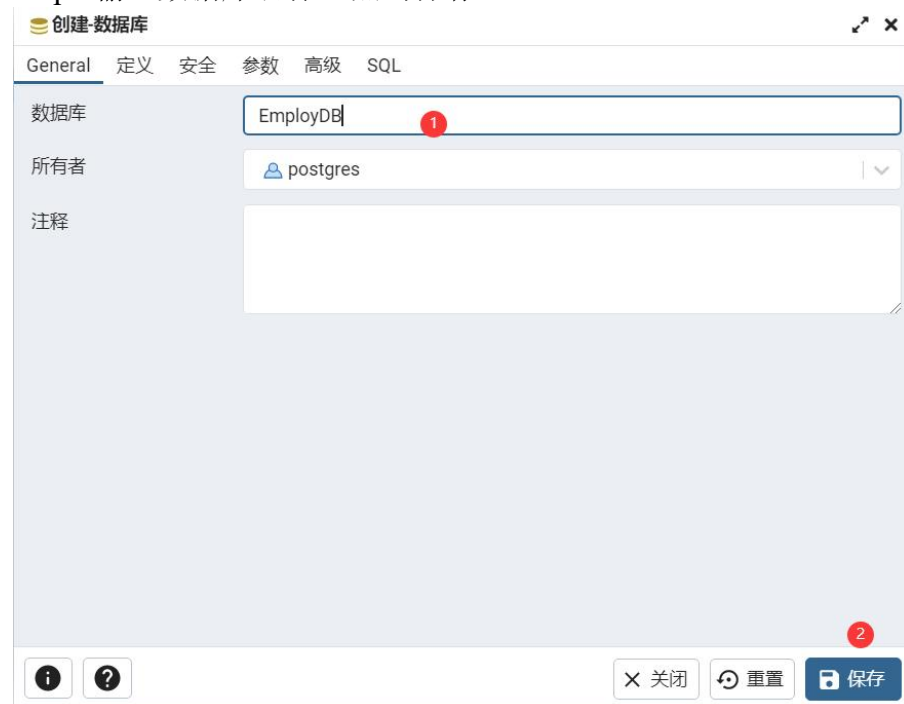 创建-数据库
General 定义 安全 参数 高级 SQL
数据库 EmployDB 1
所有者 postgres
注释
2
关闭 重置 保存